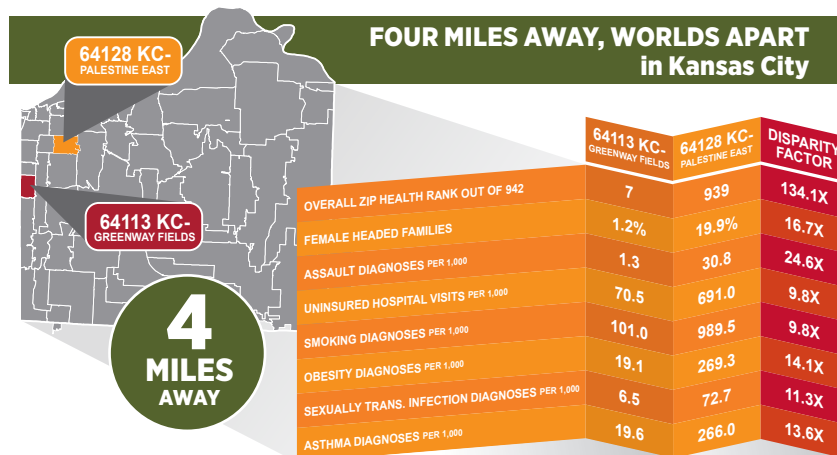 FOUR MILES AWAY, WORLDS APART
in Kansas City
64128 KC-
PALESTINE EAST
64113 KC-
GREENWAY FIELDS
4
MILES
AWAY
64113 KC-
GREENWAY FIELDS
64128 KC-
PALESTINE EAST
DISPARITY
FACTOR
OVERALL ZIP HEALTH RANK OUT OF 942 7 939 134.1X
FEMALE HEADED FAMILIES 1.2% 19.9% 16.7X
ASSAULT DIAGNOSES PER 1,000 1.3 30.8 24.6X
UNINSURED HOSPITAL VISITS PER 1,000 70.5 691.0 9.8X
SMOKING DIAGNOSES PER 1,000 101.0 989.5 9.8X
OBESITY DIAGNOSES PER 1,000 19.1 269.3 14.1X
SEXUALLY TRANS. INFECTION DIAGNOSES PER 1,000 6.5 72.7 11.3X
ASTHMA DIAGNOSES PER 1,000 19.6 266.0 13.6X